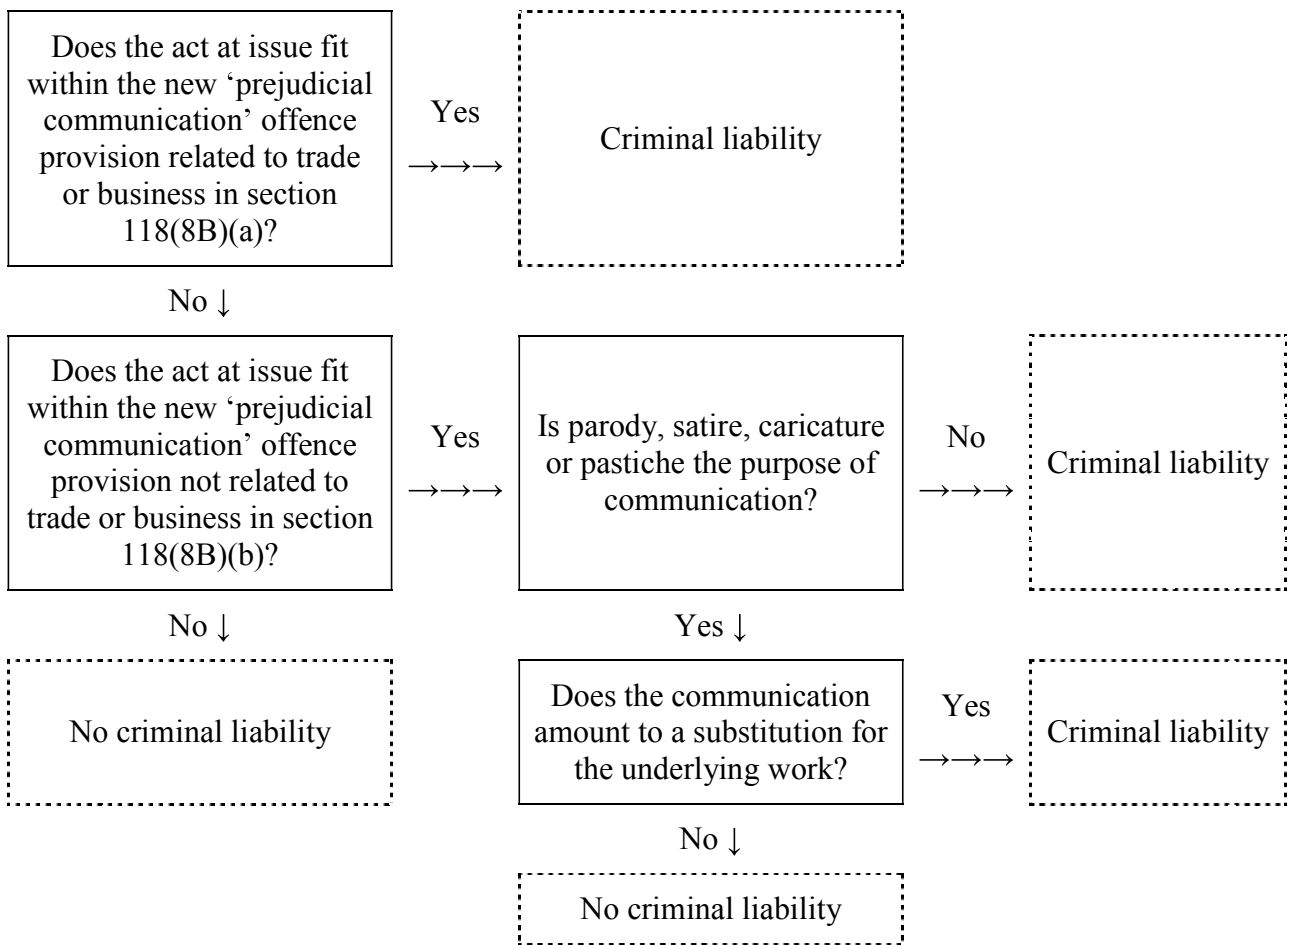 Does the act at issue fit
within the new ‘prejudicial
communication’ offence
provision related to trade
or business in section
118(8B)(a)?
Yes
→→→
Criminal liability
No ↓
Does the act at issue fit
within the new ‘prejudicial
communication’ offence
provision not related to
trade or business in section
118(8B)(b)?
Yes
→→→
Is parody, satire, caricature
or pastiche the purpose of
communication?
No
→→→
Criminal liability
No ↓
Yes ↓
No criminal liability
Does the communication
amount to a substitution for
the underlying work?
Yes
→→→
Criminal liability
No ↓
No criminal liability